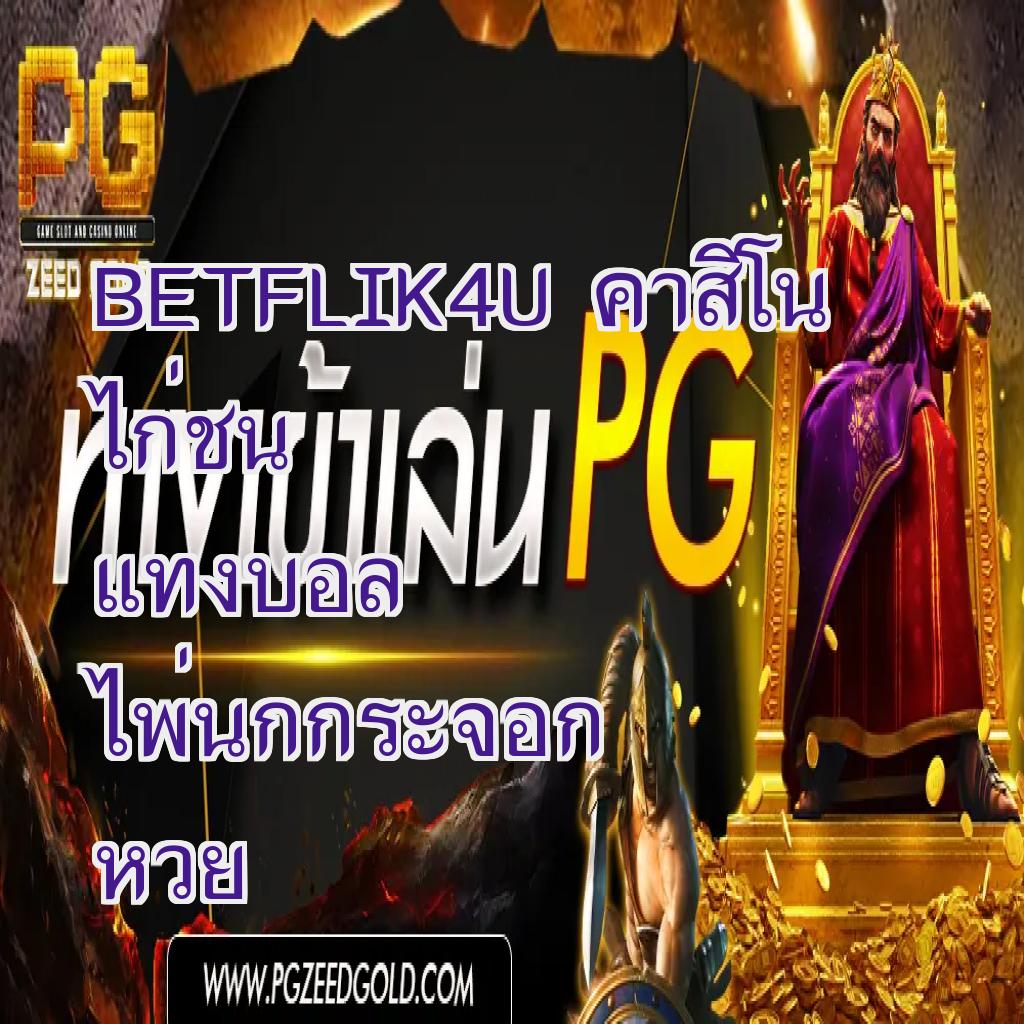 PG
GAME SLOT AND CASINO ONLINE
ZEED
BETFLIK4U คาสิโน
ไก่ชน
ทางเข้าเล่น PG
แทงบอล
ไพ่นกกระจอก
หวย
WWW.PGZEEDGOLD.COM